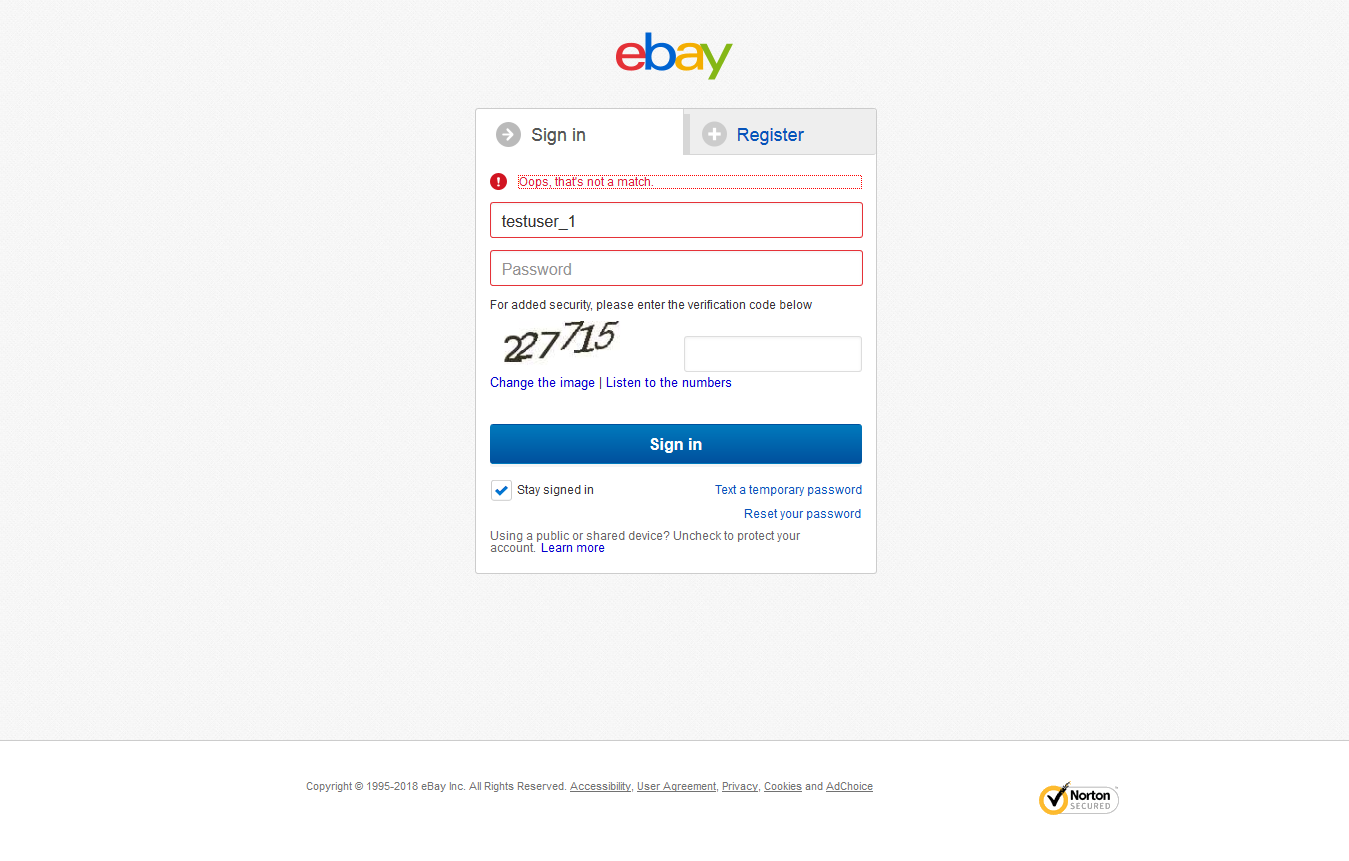 ebay
Sign in
Register
Oops, that's not a match.
testuser_1
Password
For added security, please enter the verification code below
227715
Change the image | Listen to the numbers
Sign in
Stay signed in
Text a temporary password
Reset your password
Using a public or shared device? Uncheck to protect your
account. Learn more
Copyright © 1995-2018 eBay Inc. All Rights Reserved. Accessibility, User Agreement, Privacy, Cookies and AdChoice
Norton
SECURED